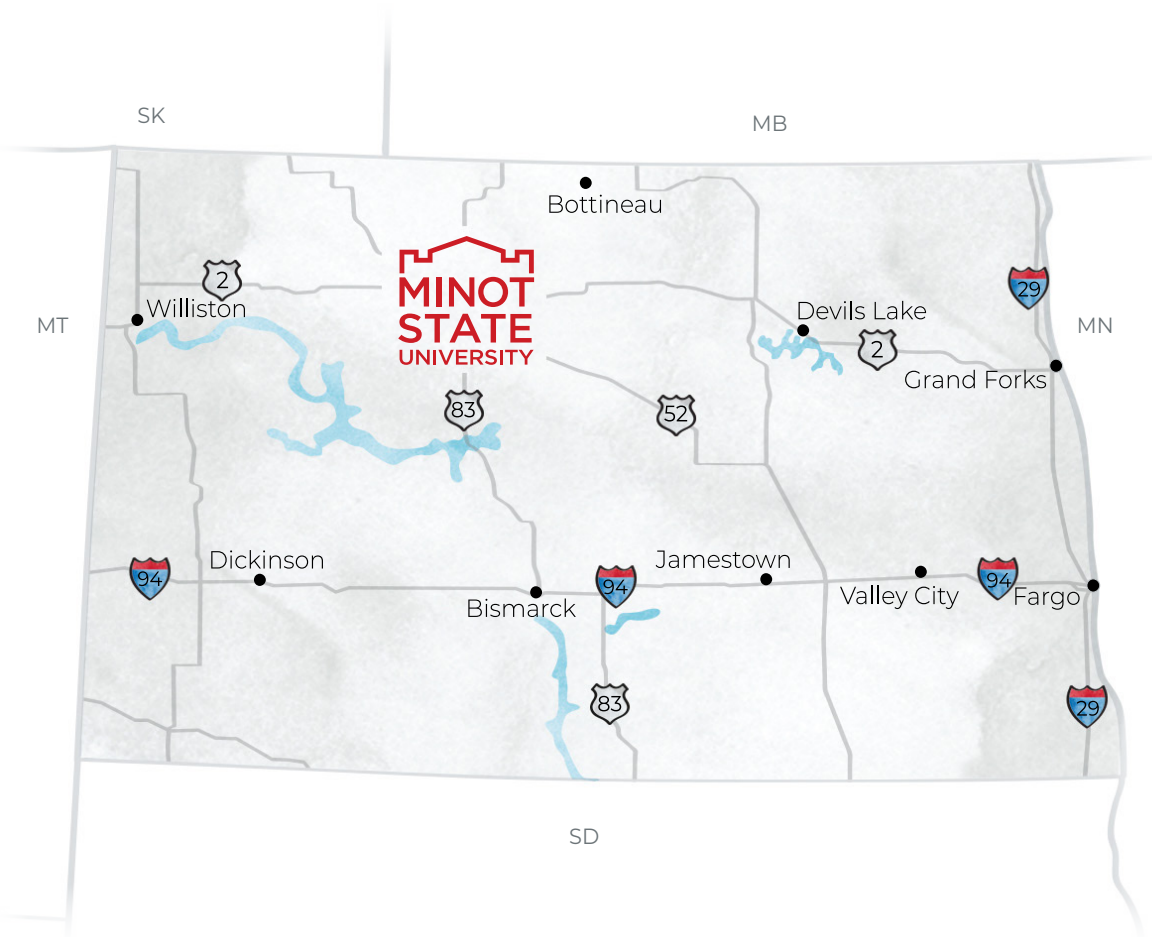 SK
MB
Bottineau
MINOT
STATE
UNIVERSITY
2
29
Williston
Devils Lake
MT
MN
2
Grand Forks
83
52
Dickinson
Jamestown
94
94
94
Bismarck
Valley City
Fargo
83
29
SD